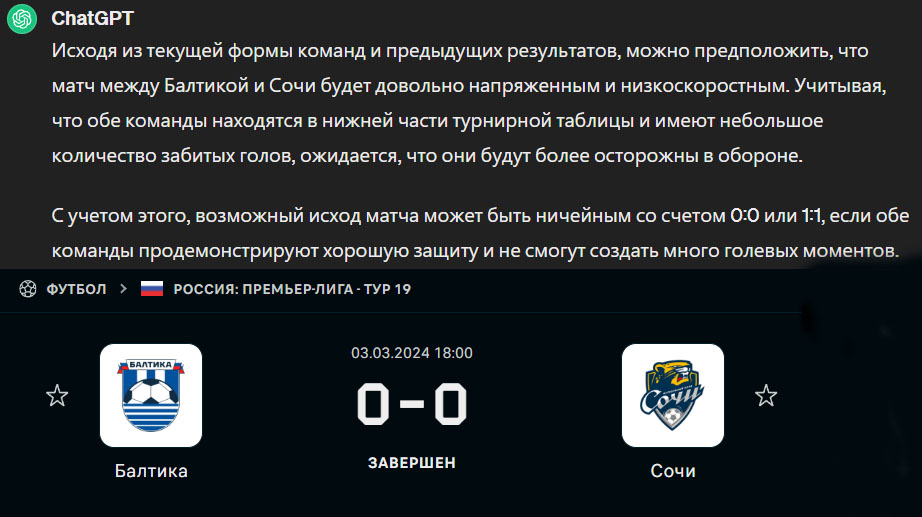 ChatGPT
Исходя из текущей формы команд и предыдущих результатов, можно предположить, что
матч между Балтикой и Сочи будет довольно напряженным и низкоскоростным. Учитывая,
что обе команды находятся в нижней части турнирной таблицы и имеют небольшое
количество забитых голов, ожидается, что они будут более осторожны в обороне.
С учетом этого, возможный исход матча может быть ничейным со счетом 0:0 или 1:1, если обе
команды продемонстрируют хорошую защиту и не смогут создать много голевых моментов.
ФУТБОЛ > РОССИЯ: ПРЕМЬЕР-ЛИГА - ТУР 19
03.03.2024 18:00
БАЛТИКА
0-0
СОЧИ
ЗАВЕРШЕН
Балтика
Сочи